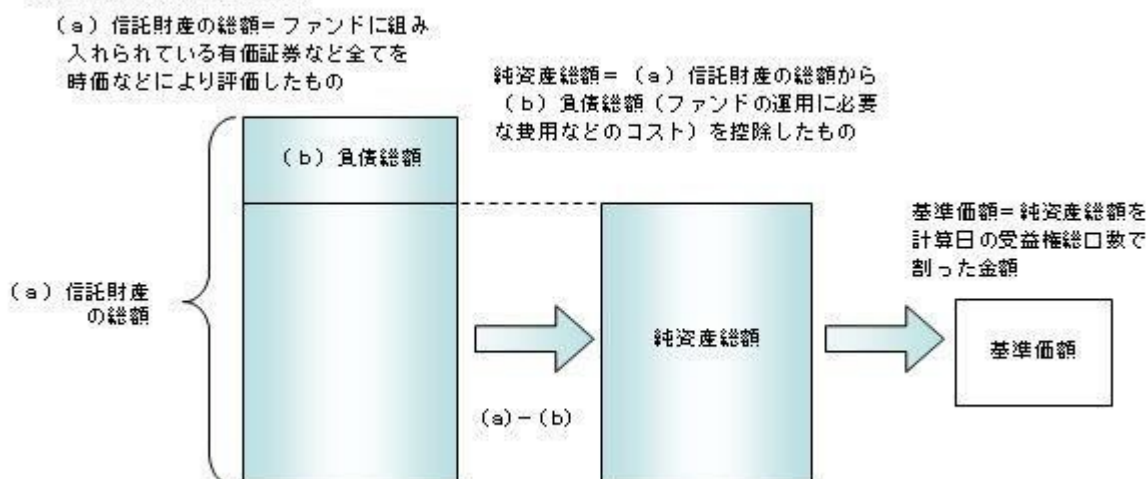 (a)信託財産の総額=ファンドに組み
入れられている有価証券など全てを
時価などにより評価したもの
純資産総額=(a)信託財産の総額から
(b)負債総額(ファンドの運用に必要
な費用などのコスト)を控除したもの
(b)負債総額
基準価額=純資産総額を
計算日の受益権総口数で
割った金額
(a)信託財産
の総額
純資産総額
基準価額
(a)-(b)